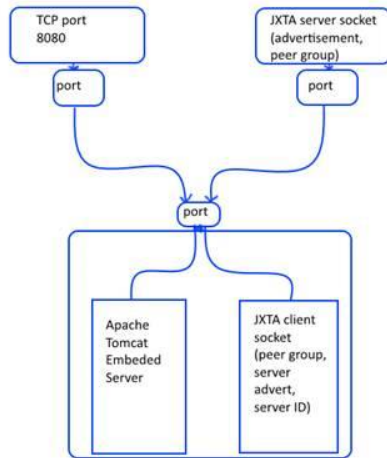 TCP port
8080
JXTA server socket
(advertisement,
peer group)
port
port
port
Apache
Tomcat
Embeded
Server
JXTA client
socket
(peer group,
server
advert,
server ID)